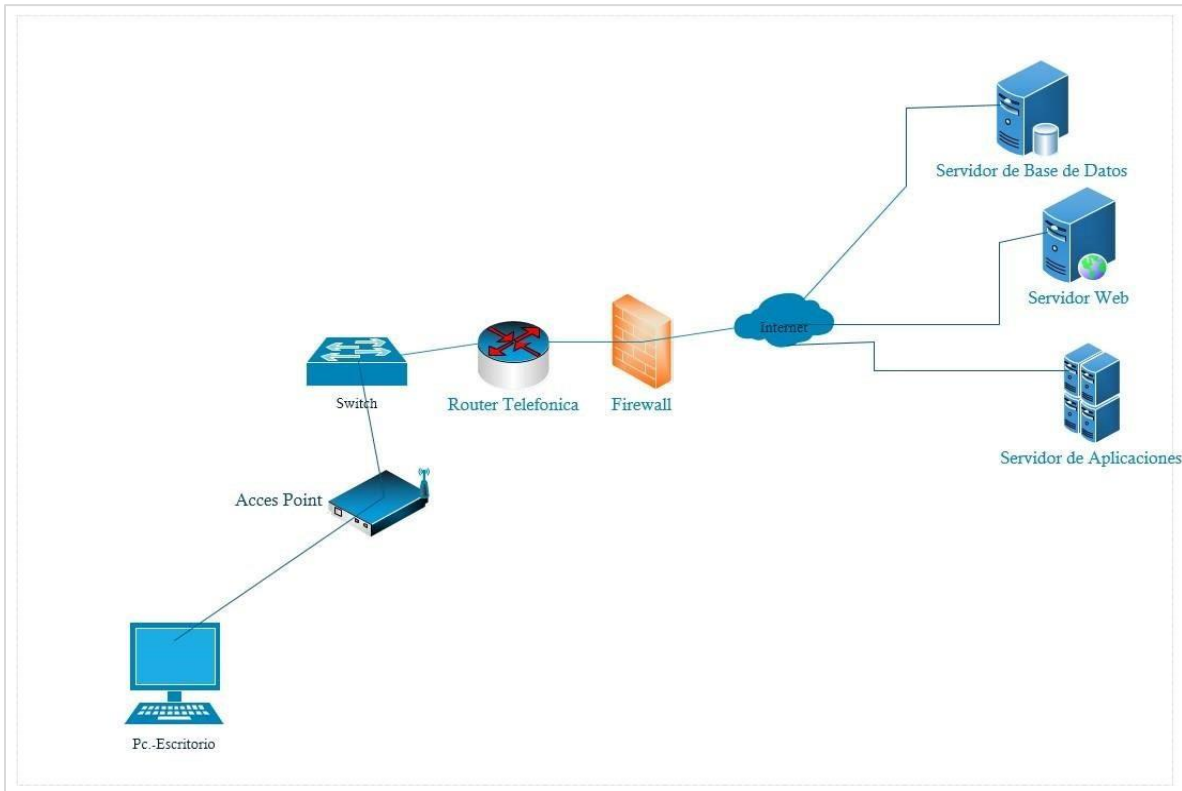 Servidor de Base de Datos
Servidor Web
Internet
Switch
Router Telefonica
Firewall
Servidor de Aplicaciones
Acces Point
Pc.-Escritorio